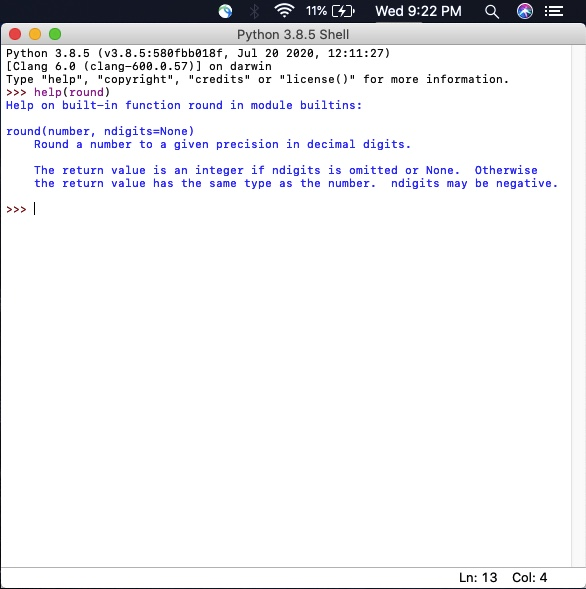 11% Wed 9:22 PM
Python 3.8.5 Shell
Python 3.8.5 (v3.8.5:580fbb018f, Jul 20 2020, 12:11:27)
[Clang 6.0 (clang-600.0.57)] on darwin
Type "help", "copyright", "credits" or "license()" for more information.
>>> help(round)
Help on built-in function round in module builtins:

round(number, ndigits=None)
    Round a number to a given precision in decimal digits.

    The return value is an integer if ndigits is omitted or None.  Otherwise
    the return value has the same type as the number.  ndigits may be negative.

>>>
Ln: 13 Col: 4